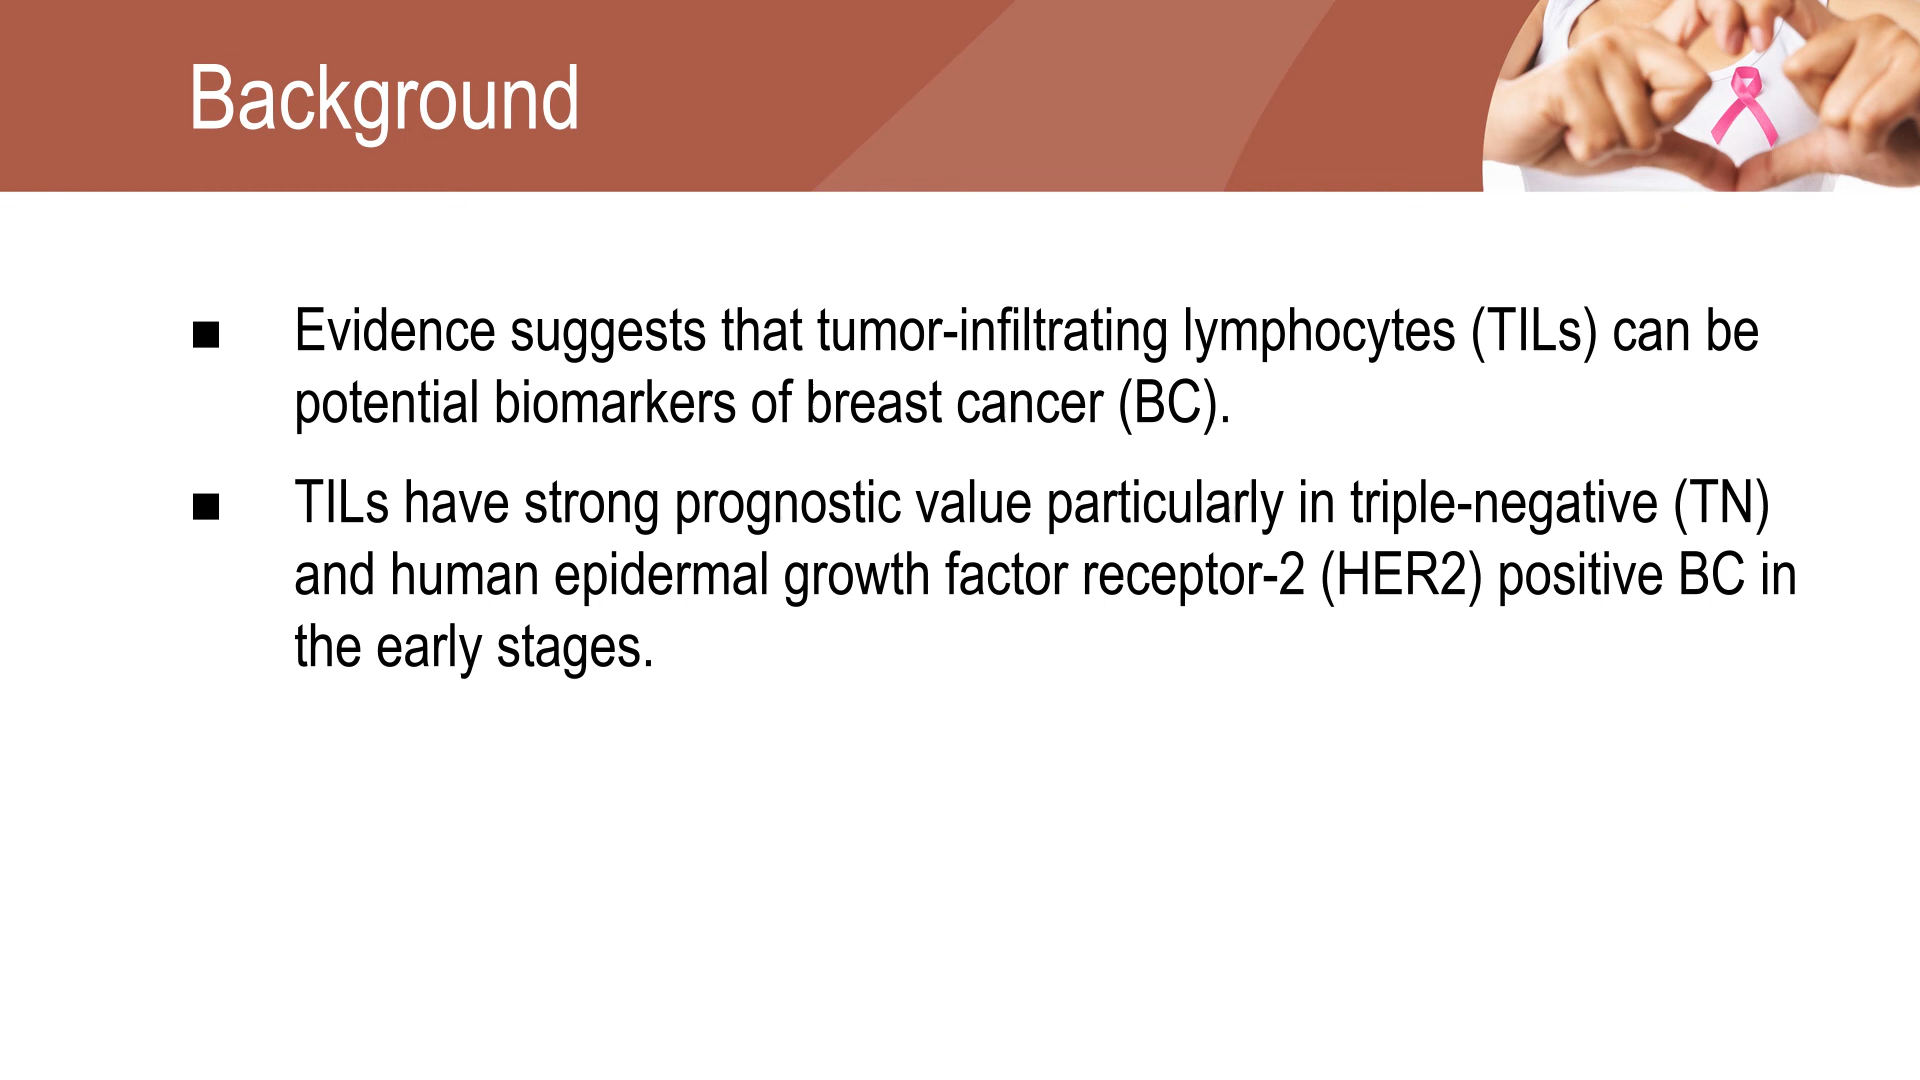 Background
■ Evidence suggests that tumor-infiltrating lymphocytes (TILs) can be
potential biomarkers of breast cancer (BC).
■ TILs have strong prognostic value particularly in triple-negative (TN)
and human epidermal growth factor receptor-2 (HER2) positive BC in
the early stages.